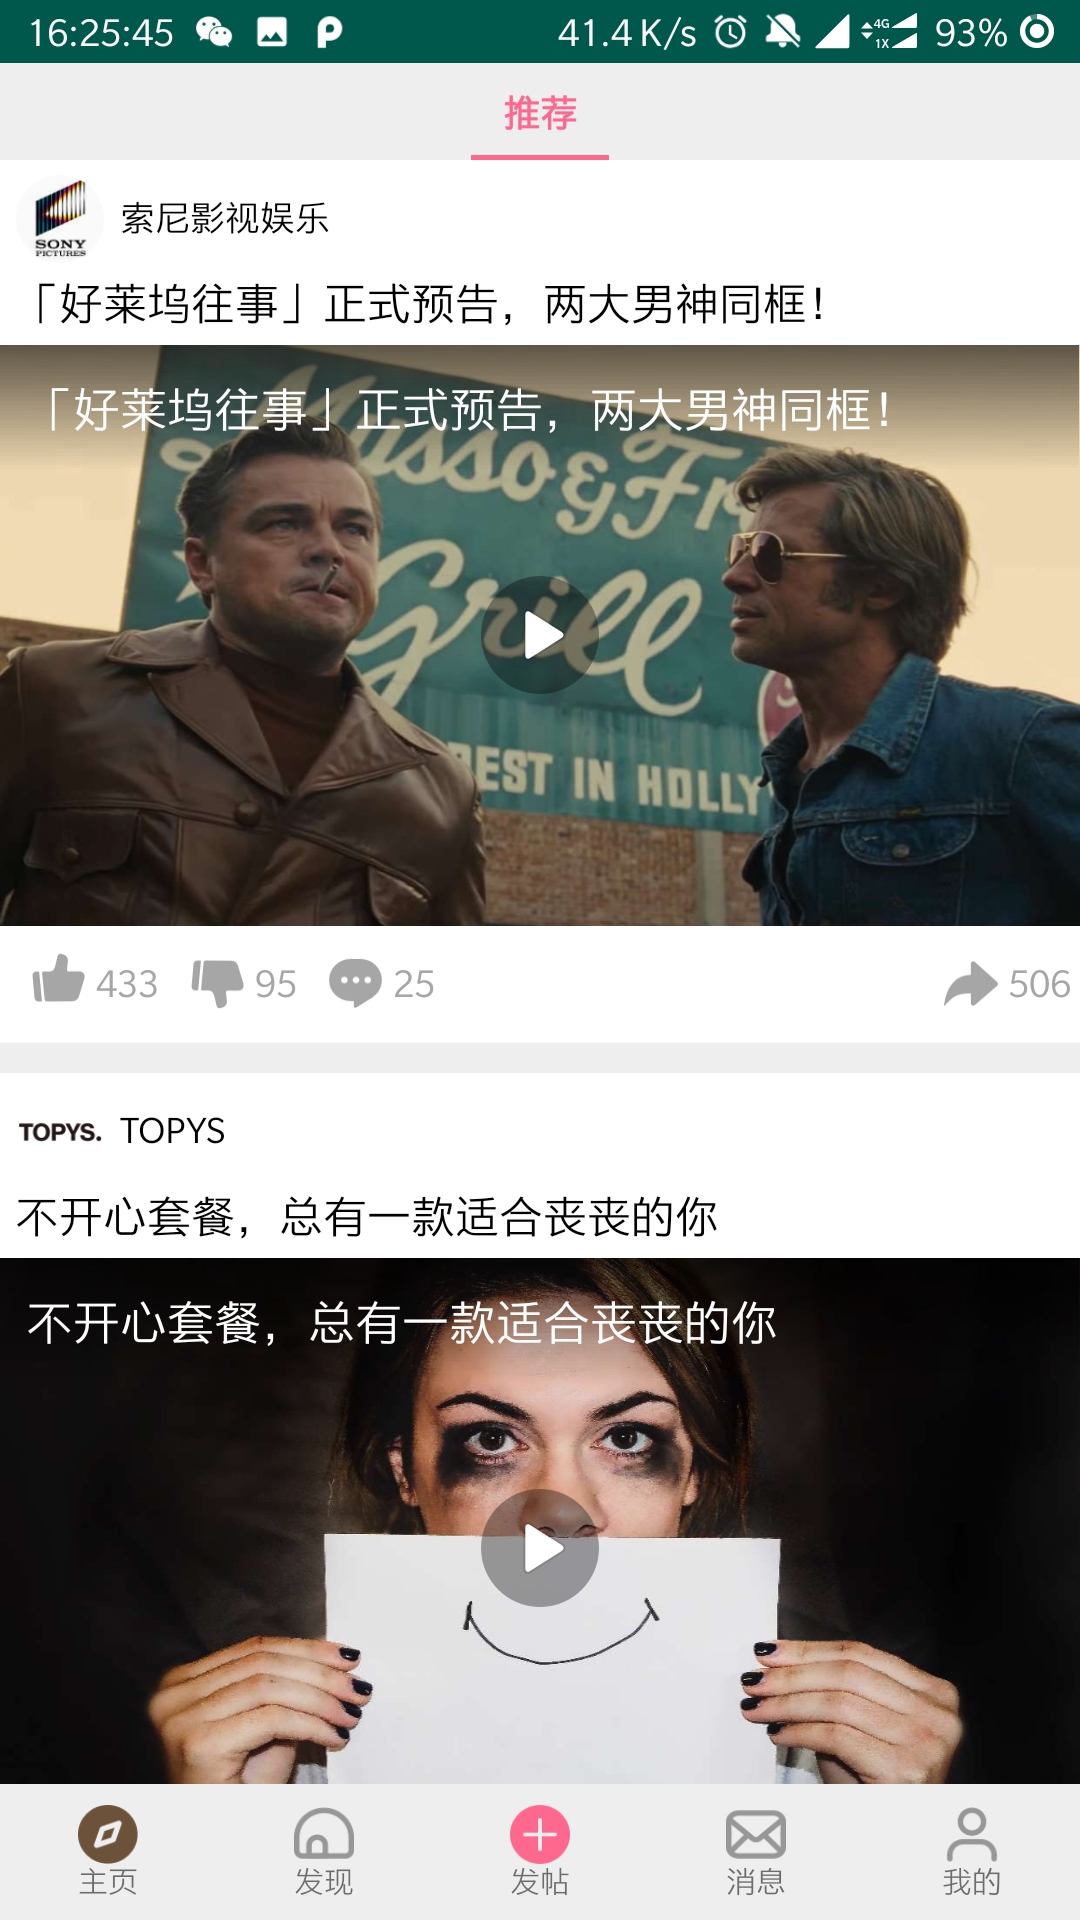 16:25:45 41.4 K/s 4G 1X 93%
推荐
SONY
PICTURES
索尼影视娱乐
「好莱坞往事」正式预告，两大男神同框！
「好莱坞往事」正式预告，两大男神同框！
Musso & Fr
Grill
BEST IN HOLLY
433 95 25 506
TOPYS. TOPYS
不开心套餐，总有一款适合丧丧的你
不开心套餐，总有一款适合丧丧的你
主页 发现 发帖 消息 我的